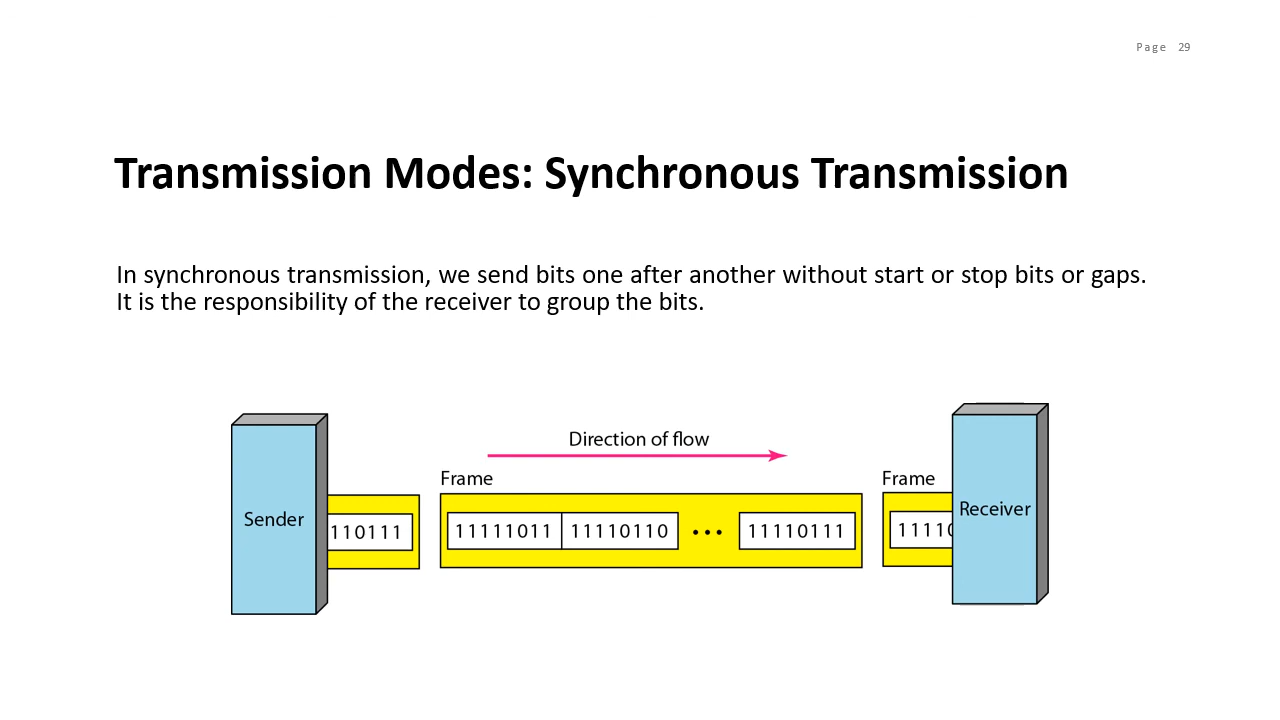 Page 29
Transmission Modes: Synchronous Transmission
In synchronous transmission, we send bits one after another without start or stop bits or gaps.
It is the responsibility of the receiver to group the bits.
Direction of flow
Frame
Frame
Sender
110111
11111011
11110110
...
11110111
11110
Receiver